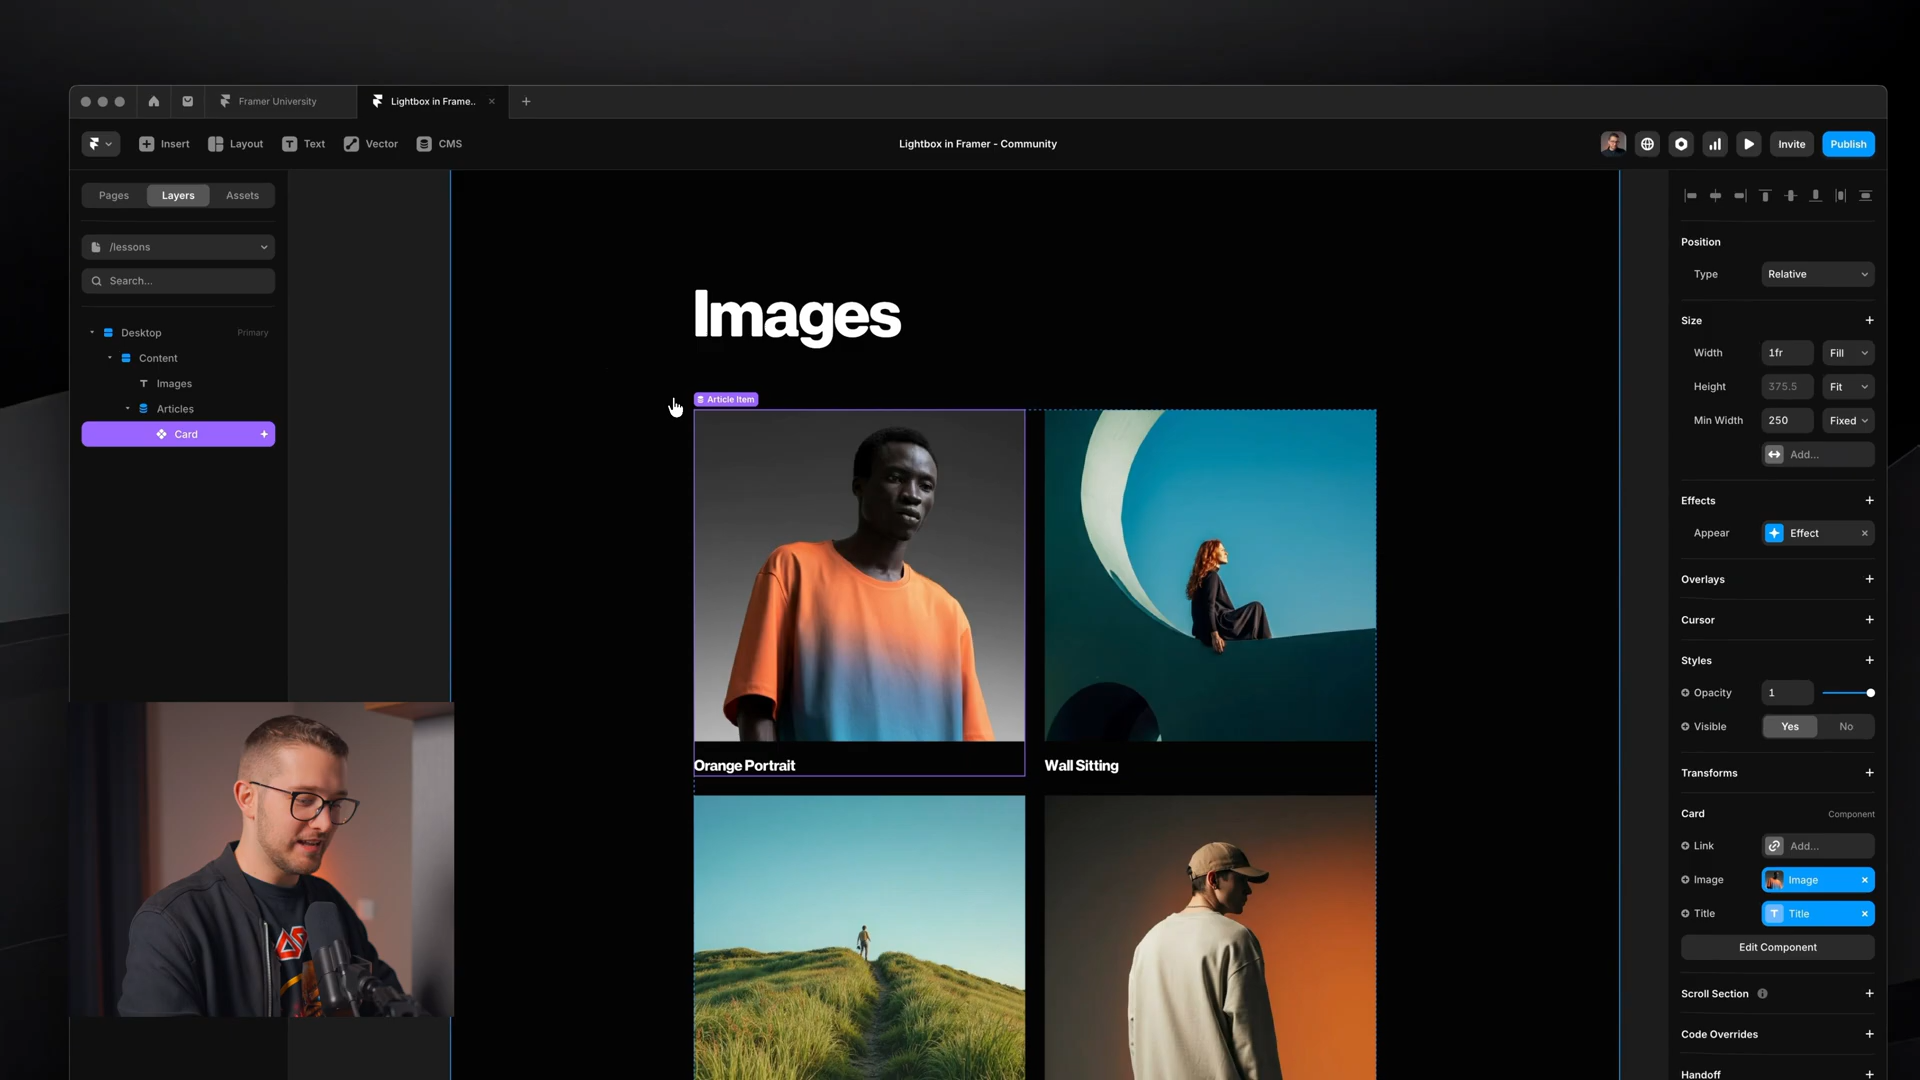 Framer University
Lightbox in Frame..
Insert
Layout
Text
Vector
CMS
Lightbox in Framer - Community
Invite
Publish
Pages
Layers
Assets
/lessons
Search...
Desktop
Primary
Content
Images
Articles
Card
Images
Article Item
Orange Portrait
Wall Sitting
Position
Type
Relative
Size
Width
1fr
Fill
Height
375.5
Fit
Min Width
250
Fixed
Add...
Effects
Appear
Effect
Overlays
Cursor
Styles
Opacity
1
Visible
Yes
No
Transforms
Card
Component
Link
Add...
Image
Image
Title
Title
Edit Component
Scroll Section
Code Overrides
Handoff